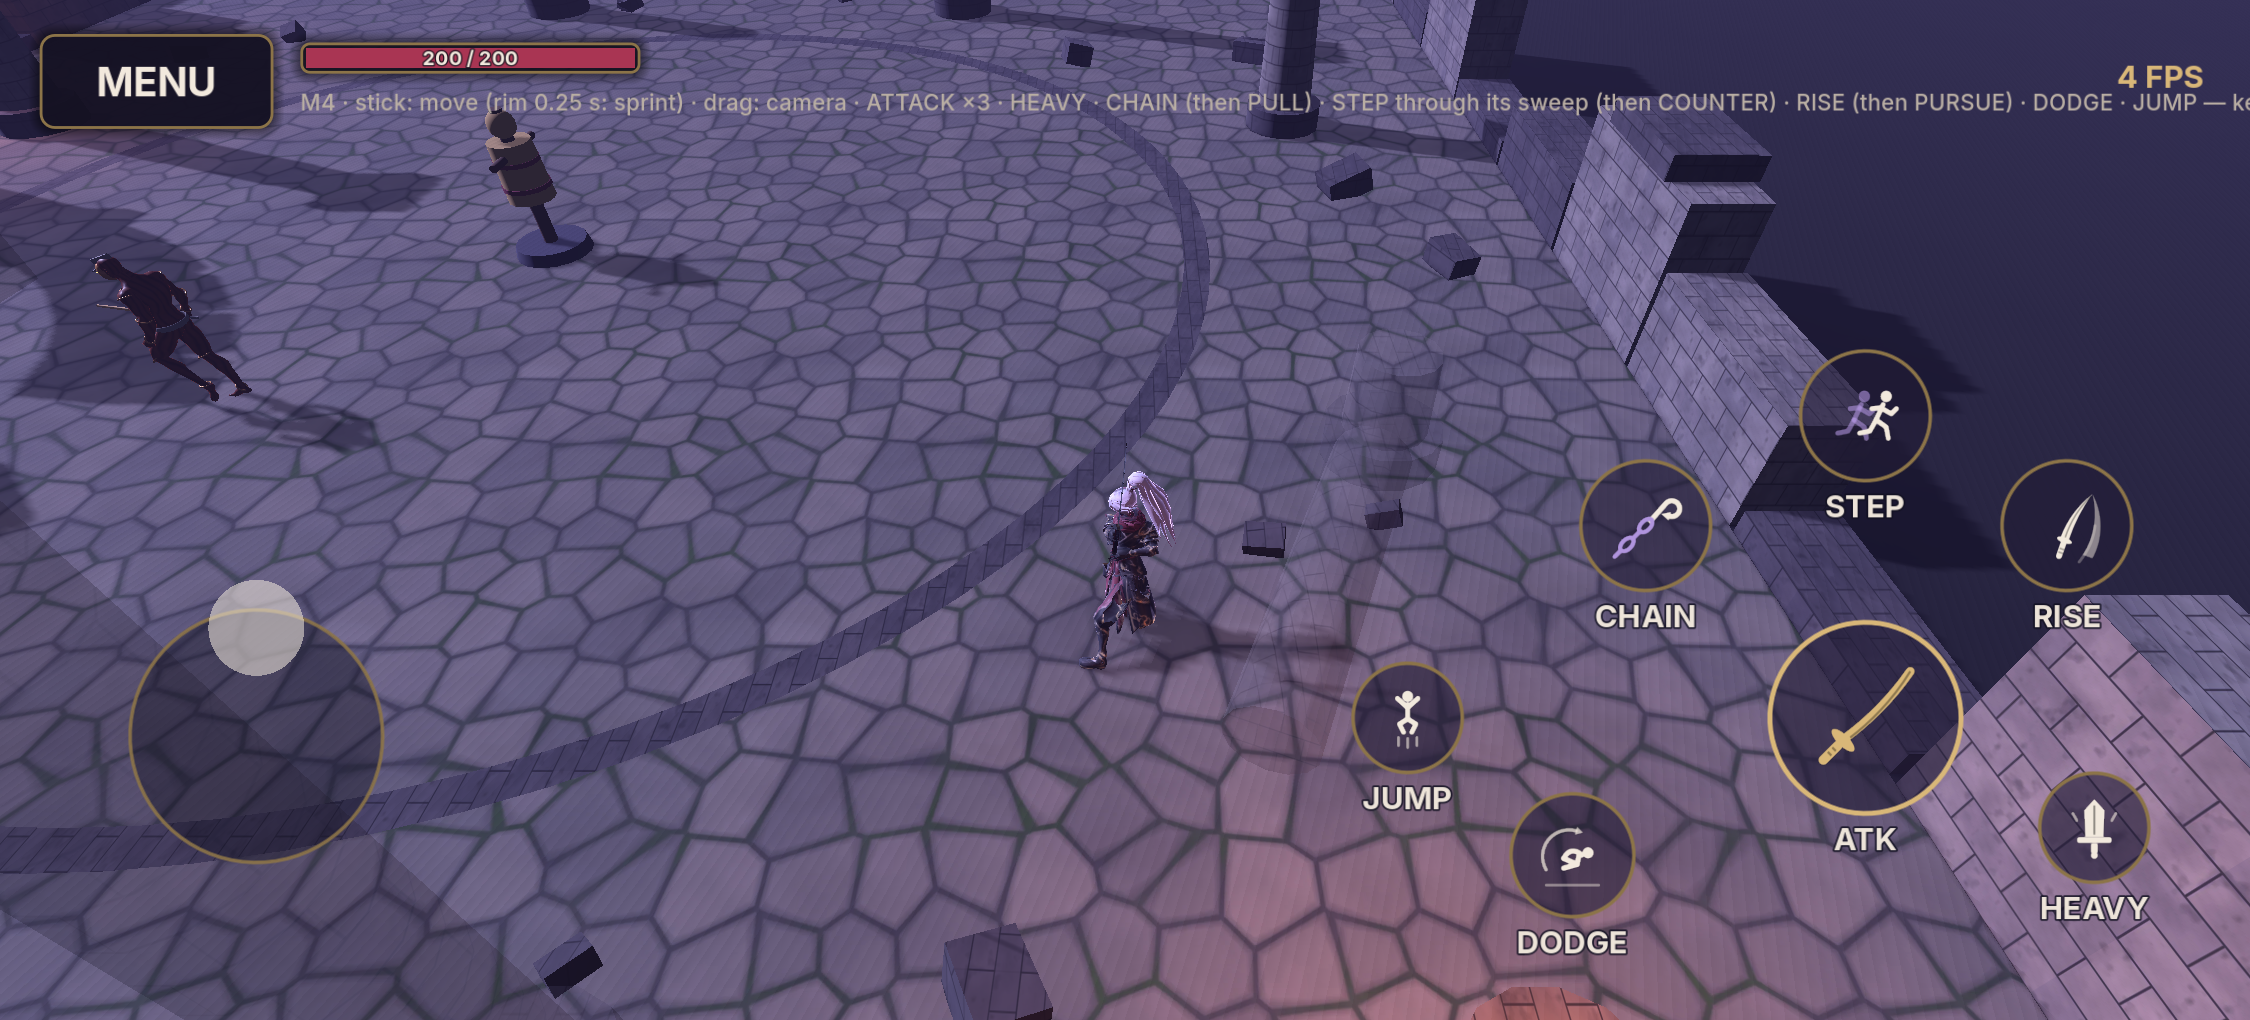 MENU
200 / 200
4 FPS
M4 · stick: move (rim 0.25 s: sprint) · drag: camera · ATTACK ×3 · HEAVY · CHAIN (then PULL) · STEP through its sweep (then COUNTER) · RISE (then PURSUE) · DODGE · JUMP —
STEP
CHAIN
RISE
JUMP
ATK
DODGE
HEAVY